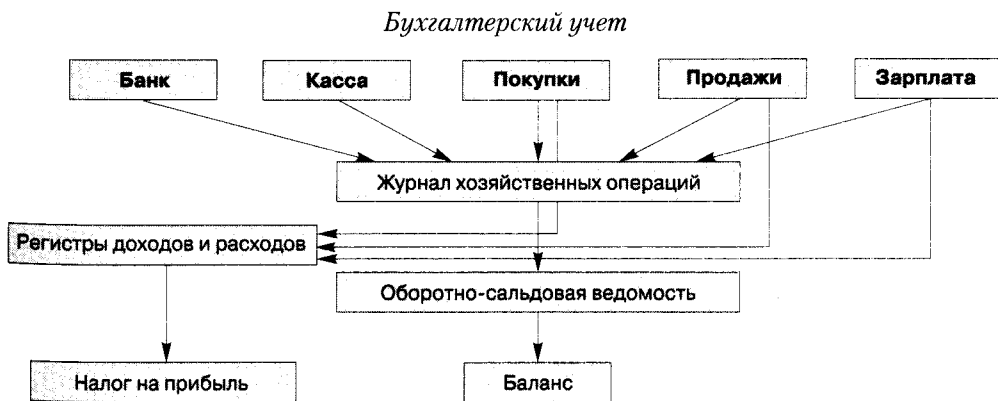 Бухгалтерский учет
Банк
Касса
Покупки
Продажи
Зарплата
Журнал хозяйственных операций
Регистры доходов и расходов
Оборотно-сальдовая ведомость
Налог на прибыль
Баланс